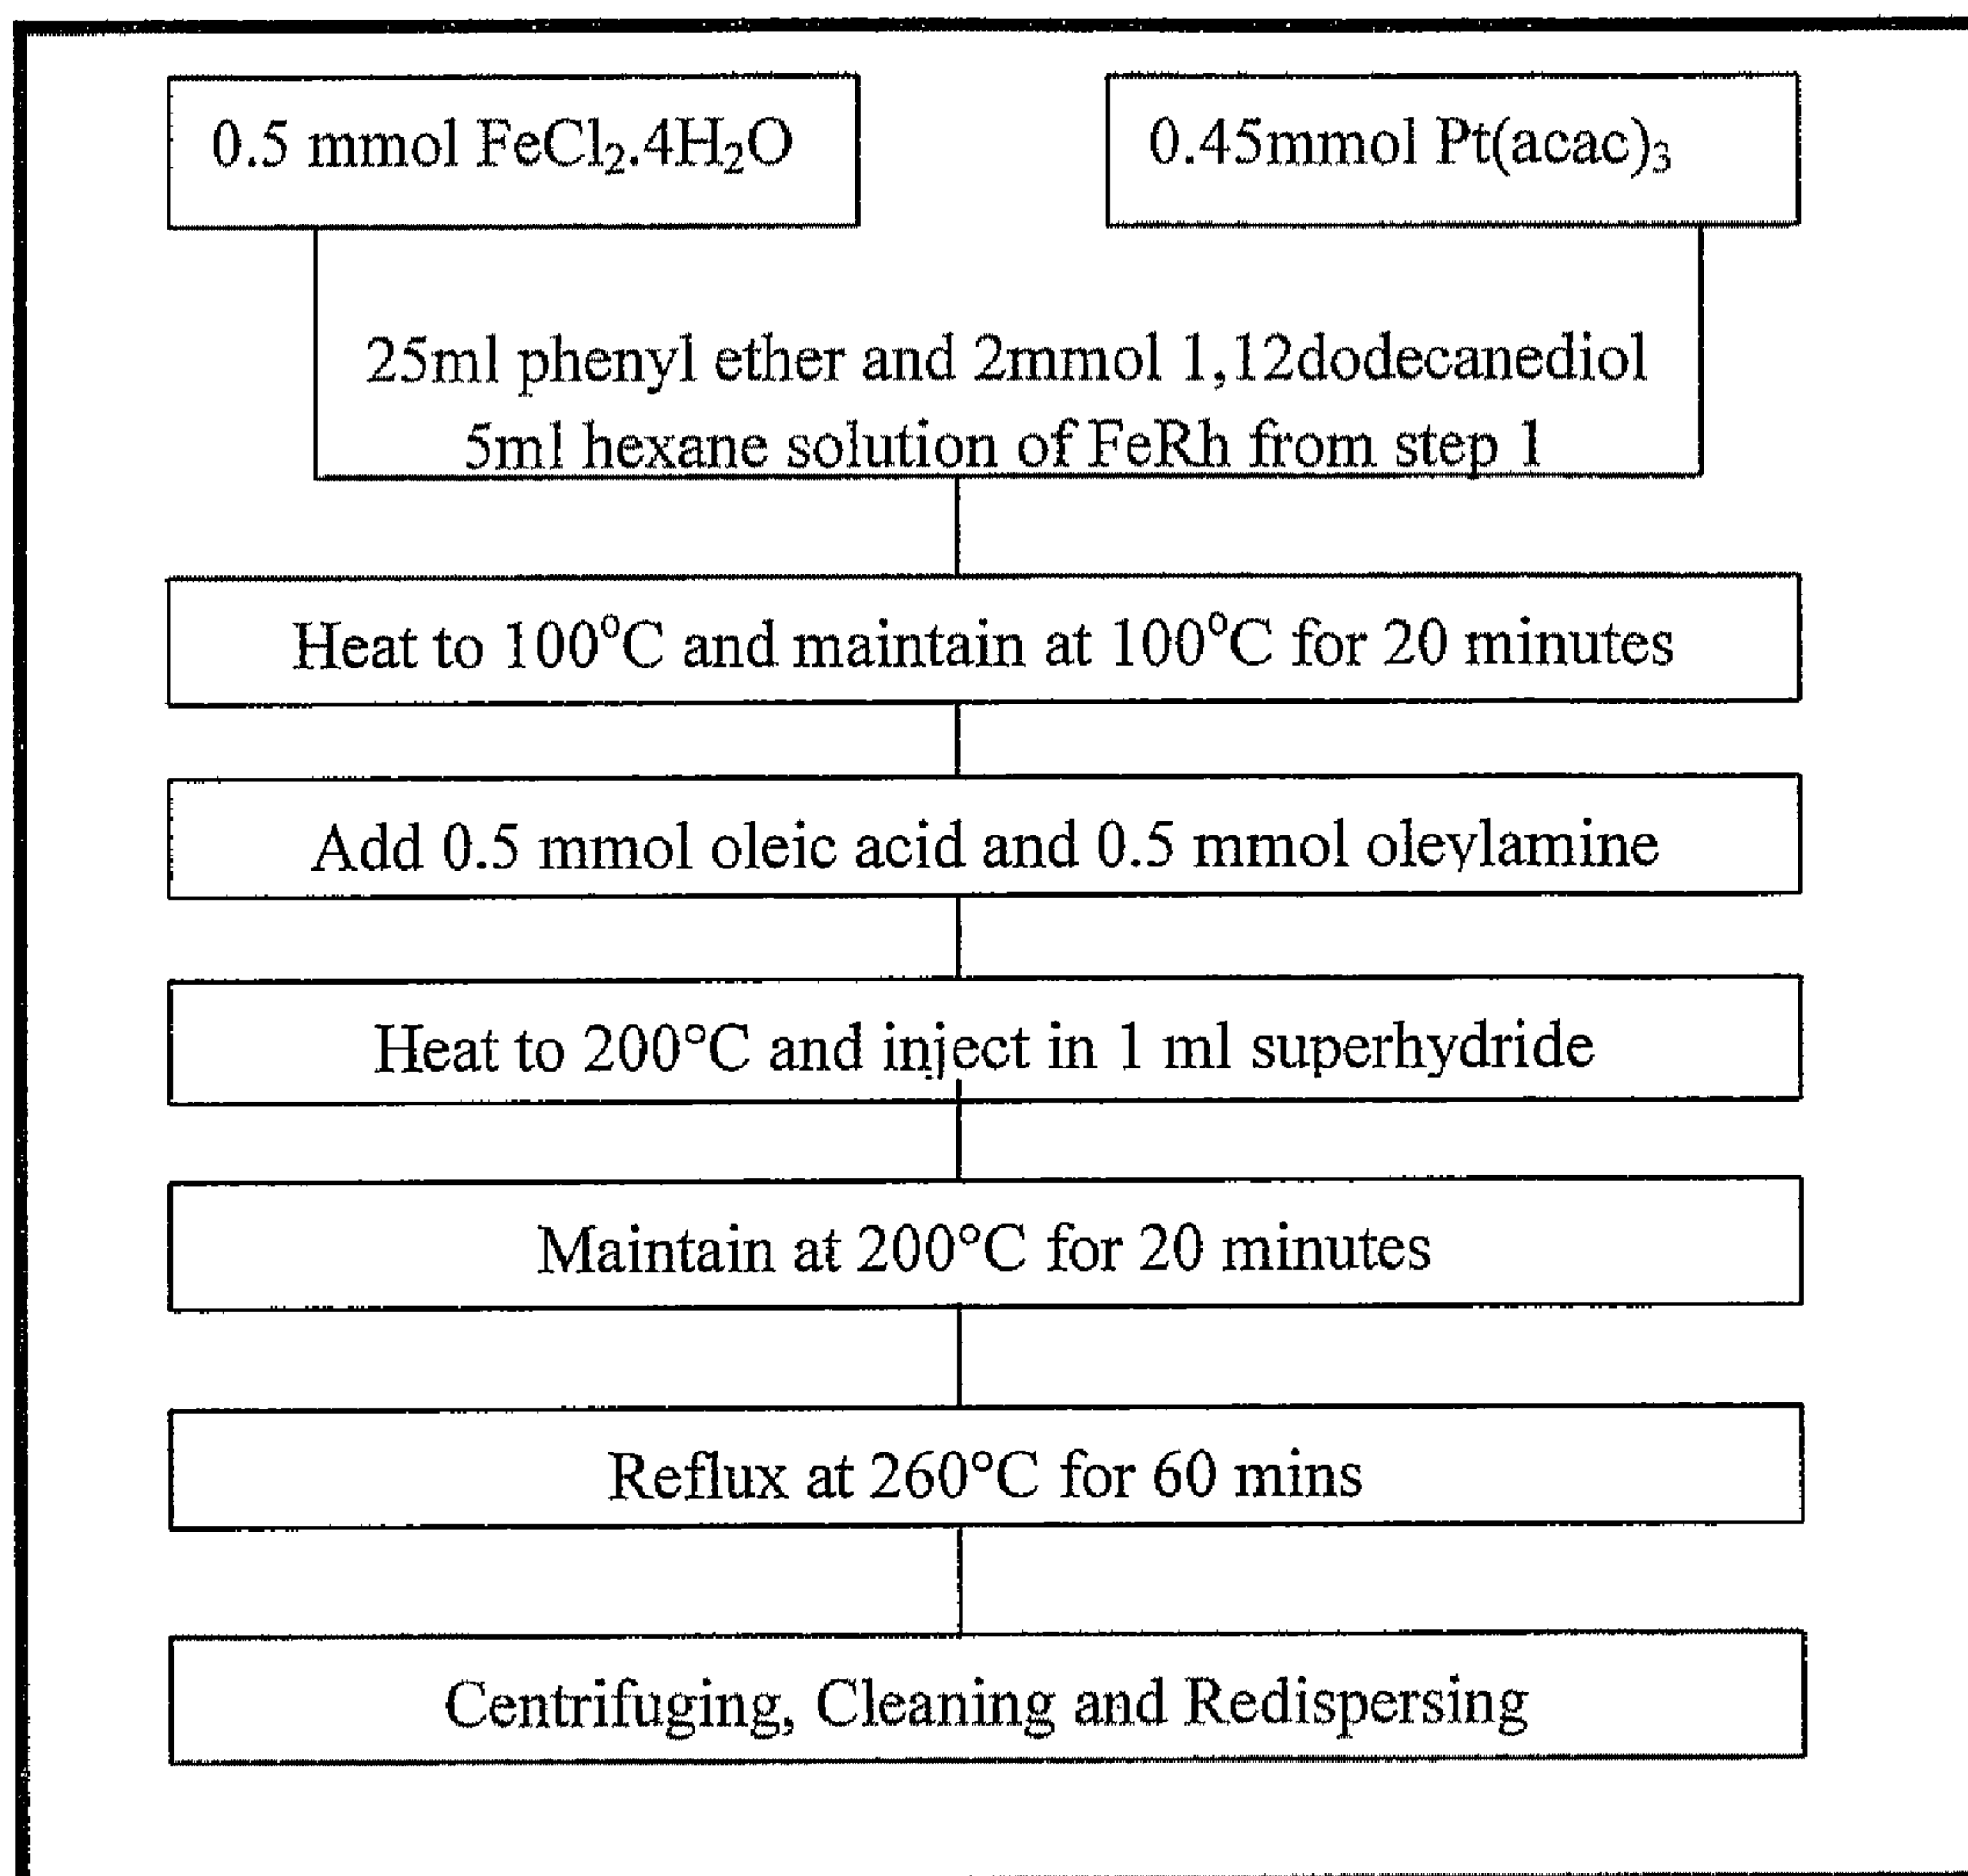 0.5 mmol FeCl₂.4H₂O
0.45mmol Pt(acac)₃
25ml phenyl ether and 2mmol 1,12dodecanediol
5ml hexane solution of FeRh from step 1
Heat to 100°C and maintain at 100°C for 20 minutes
Add 0.5 mmol oleic acid and 0.5 mmol oleylamine
Heat to 200°C and inject in 1 ml superhydride
Maintain at 200°C for 20 minutes
Reflux at 260°C for 60 mins
Centrifuging, Cleaning and Redispersing